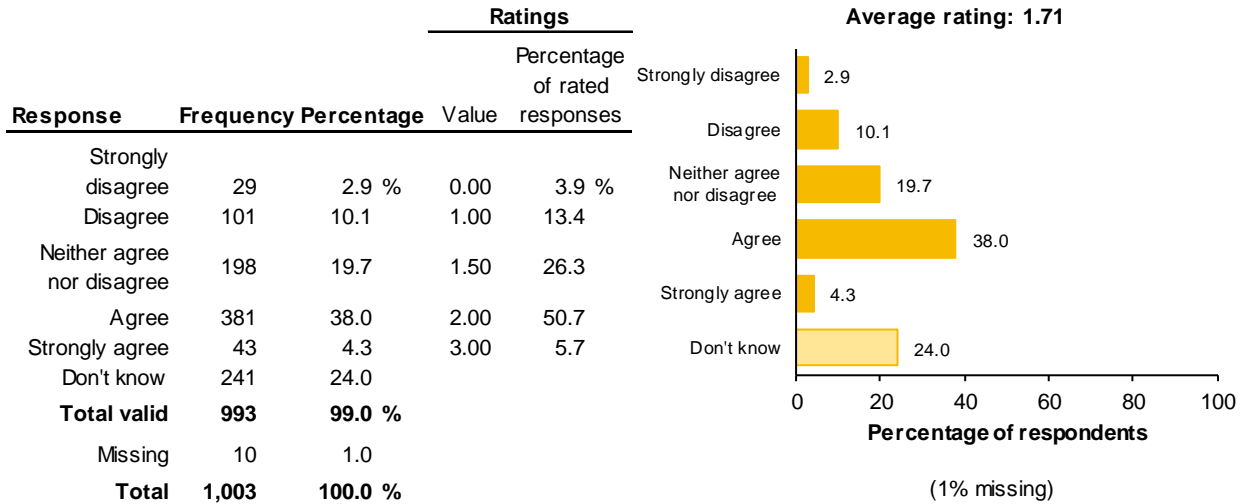 Ratings
Response Frequency Percentage Value Percentage of rated responses
Strongly disagree 29 2.9 % 0.00 3.9 %
Disagree 101 10.1 1.00 13.4
Neither agree nor disagree 198 19.7 1.50 26.3
Agree 381 38.0 2.00 50.7
Strongly agree 43 4.3 3.00 5.7
Don't know 241 24.0
Total valid 993 99.0 %
Missing 10 1.0
Total 1,003 100.0 %
Average rating: 1.71
Strongly disagree 2.9
Disagree 10.1
Neither agree
nor disagree 19.7
Agree 38.0
Strongly agree 4.3
Don't know 24.0
0 20 40 60 80 100
Percentage of respondents
(1% missing)